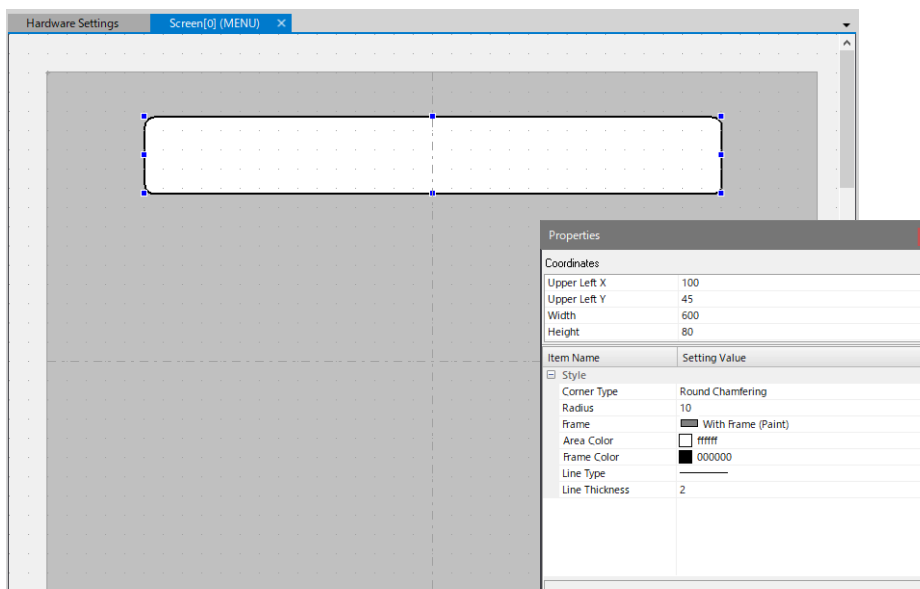 Hardware Settings Screen[0] (MENU)
Properties
Coordinates
Upper Left X 100
Upper Left Y 45
Width 600
Height 80
Item Name Setting Value
Style
Corner Type Round Chamfering
Radius 10
Frame With Frame (Paint)
Area Color ffffff
Frame Color 000000
Line Type
Line Thickness 2